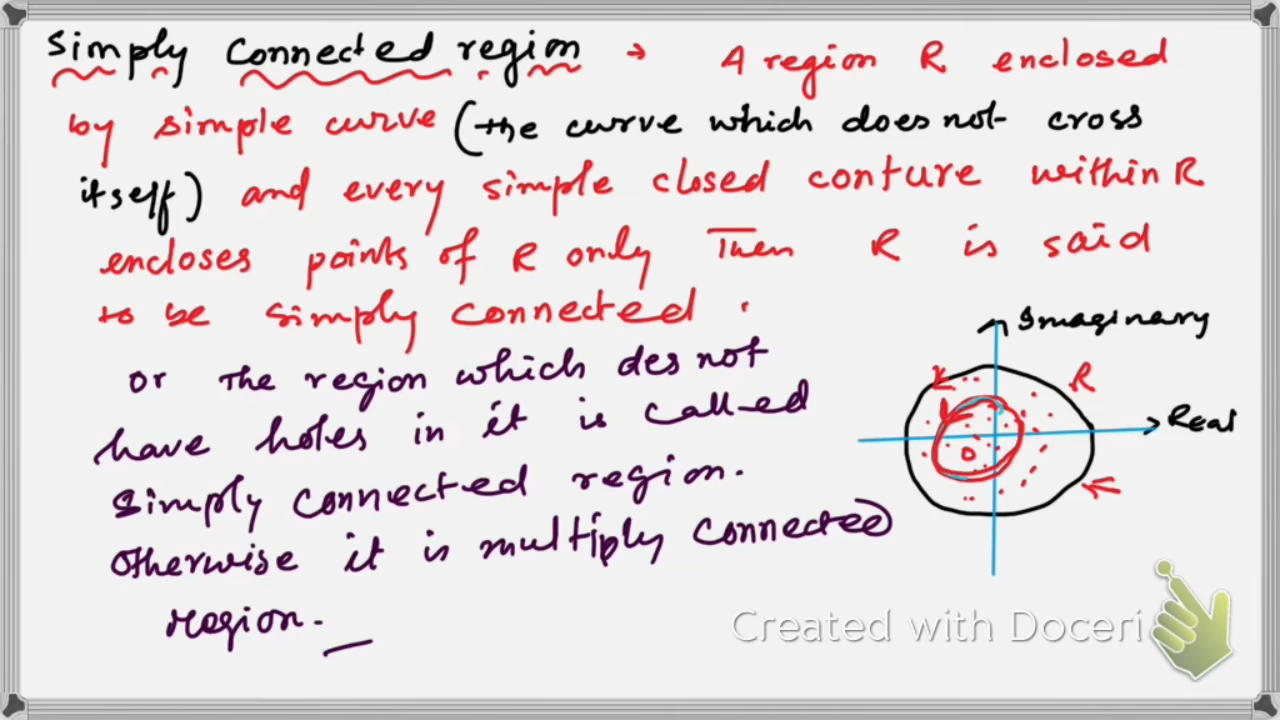 Simply Connected region → A region R enclosed
by simple curve (the curve which does not cross
itself) and every simple closed conture within R
encloses points of R only Then R is said
to be simply connected.
or The region which des not
have holes in it is called
simply connected region.
otherwise it is multiply connected
region.
Imaginary
R
Real
Created with Doceri